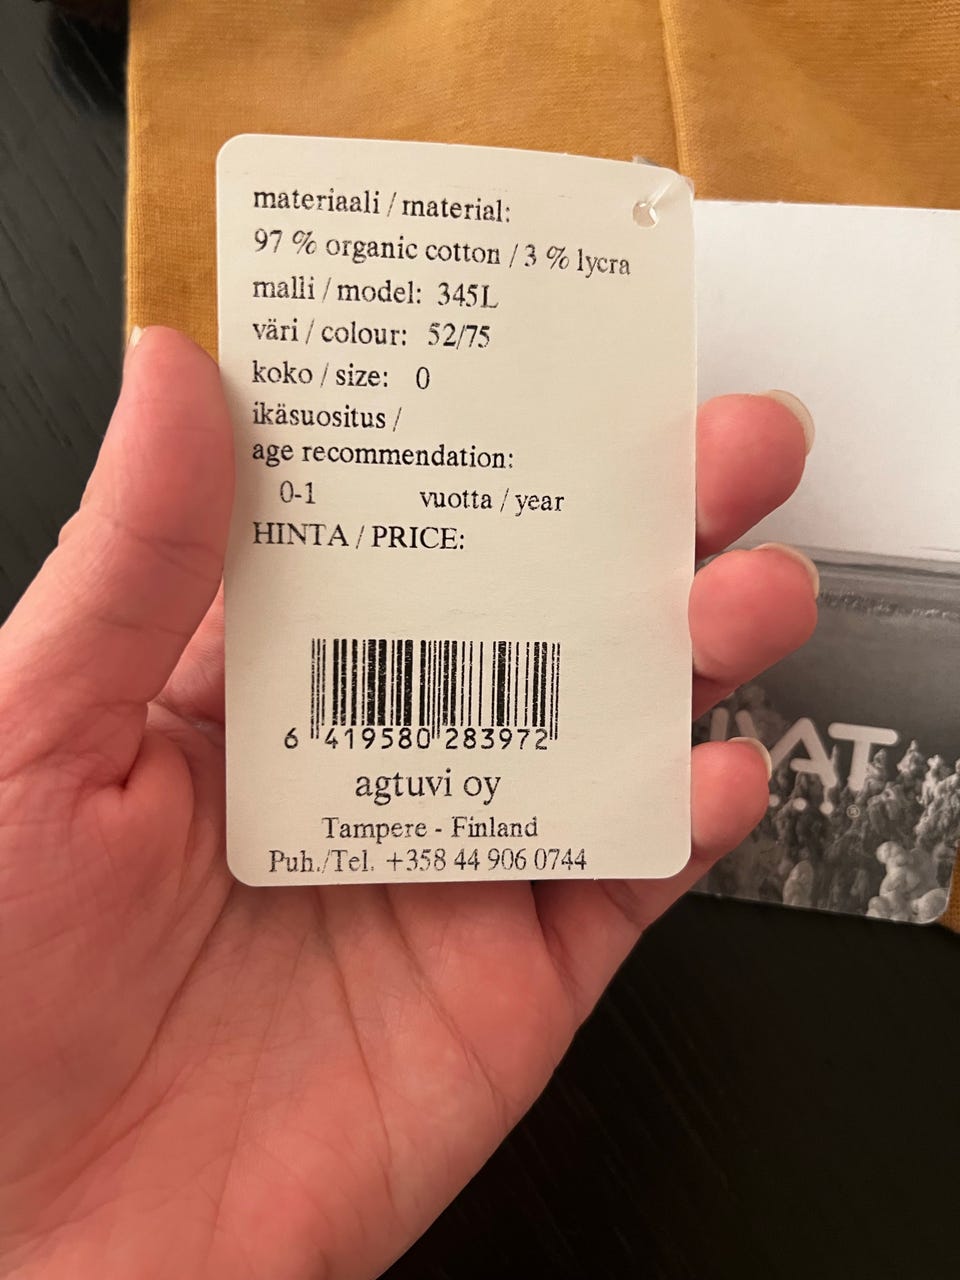 materiaali / material:
97 % organic cotton / 3 % lycra
malli / model: 345L
väri / colour: 52/75
koko / size: 0
ikäsuositus /
age recommendation:
0-1 vuotta / year
HINTA / PRICE:
6 419580 283972
agtuvi oy
Tampere - Finland
Puh./Tel. +358 44 906 0744